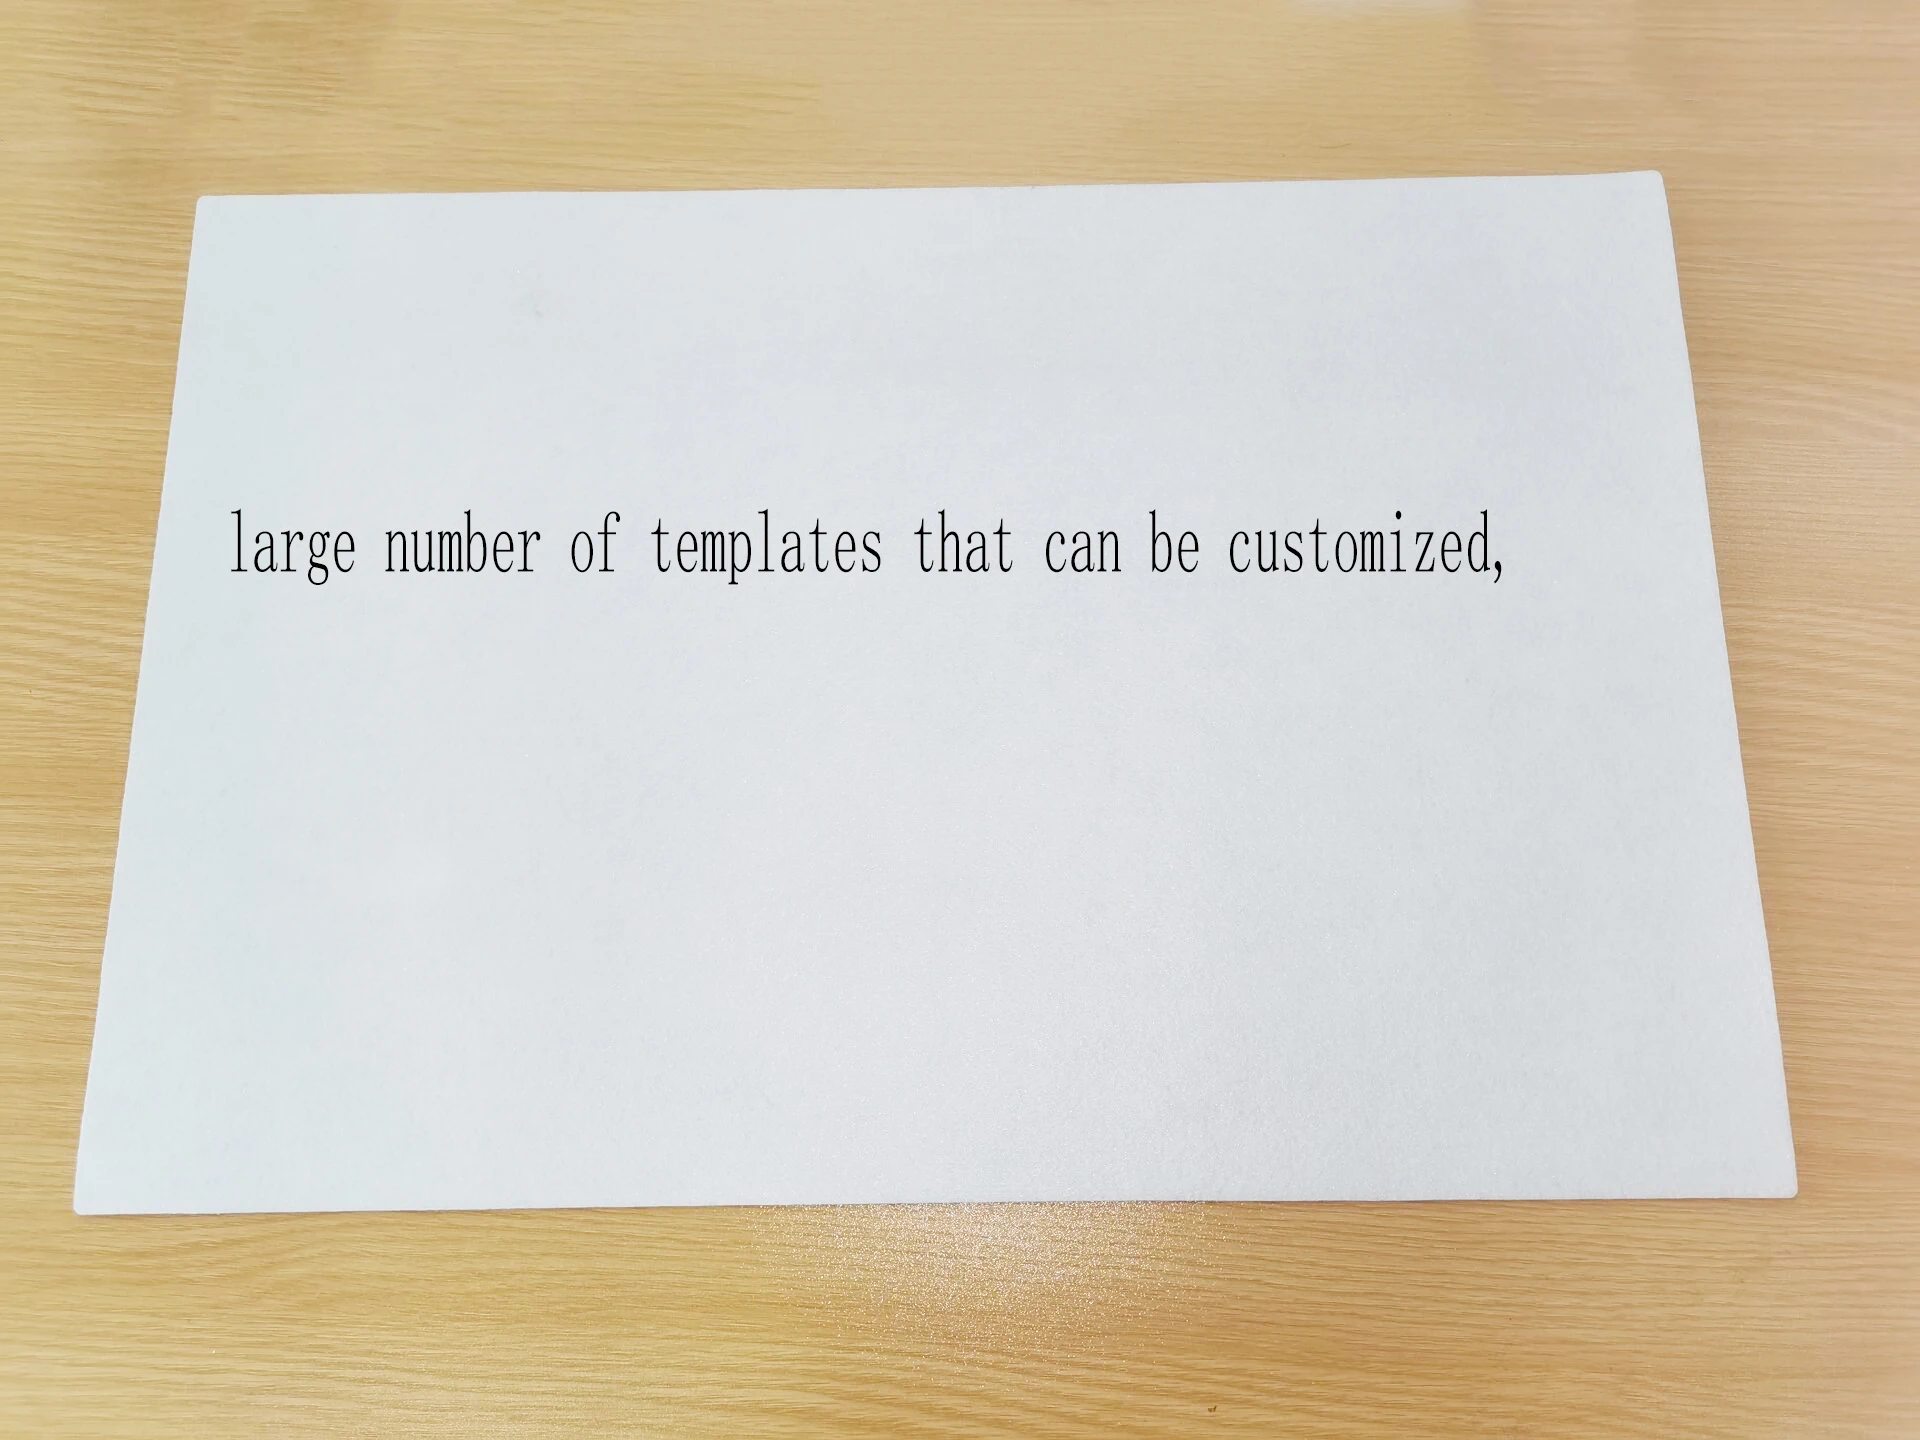 large number of templates that can be customized,